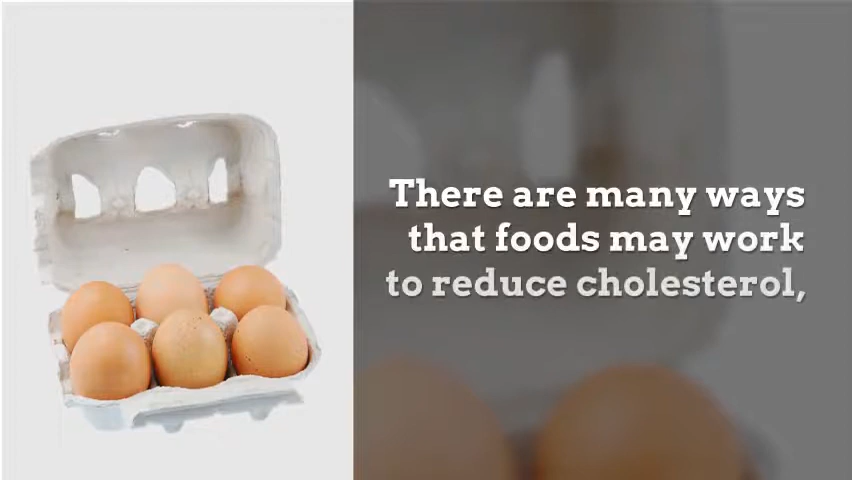 There are many ways
that foods may work
to reduce cholesterol,